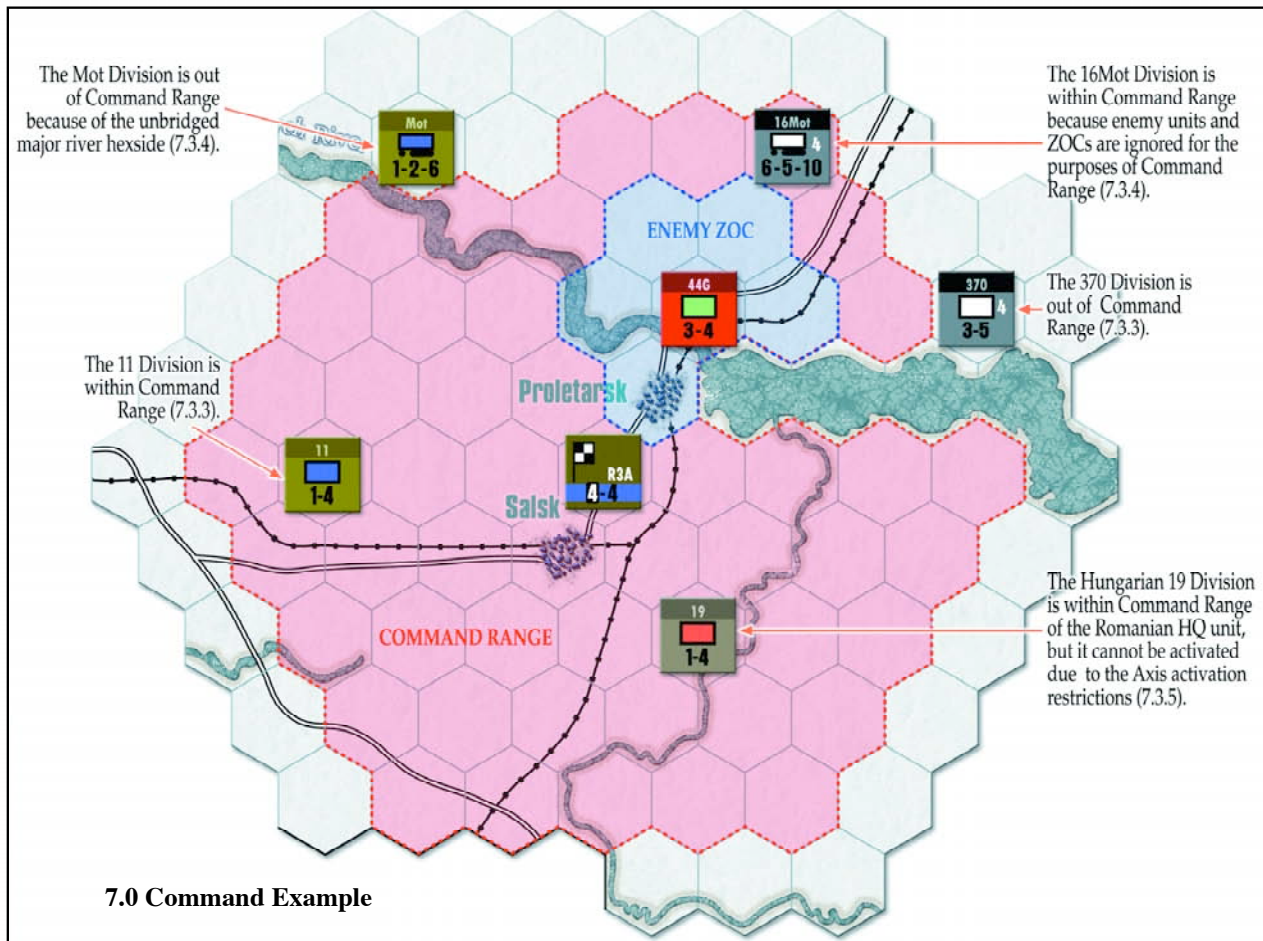 The Mot Division is out
of Command Range
because of the unbridged
major river hexside (7.3.4).
Mot
1-2-6
16Mot
4
6-5-10
The 16Mot Division is
within Command Range
because enemy units and
ZOCs are ignored for the
purposes of Command
Range (7.3.4).
ENEMY ZOC
44G
3-4
370
4
3-5
The 370 Division is
out of Command
Range (7.3.3).
The 11 Division is
within Command
Range (7.3.3).
Proletarsk
11
1-4
R3A
4-4
Salsk
COMMAND RANGE
19
1-4
The Hungarian 19 Division
is within Command Range
of the Romanian HQ unit,
but it cannot be activated
due to the Axis activation
restrictions (7.3.5).
7.0 Command Example